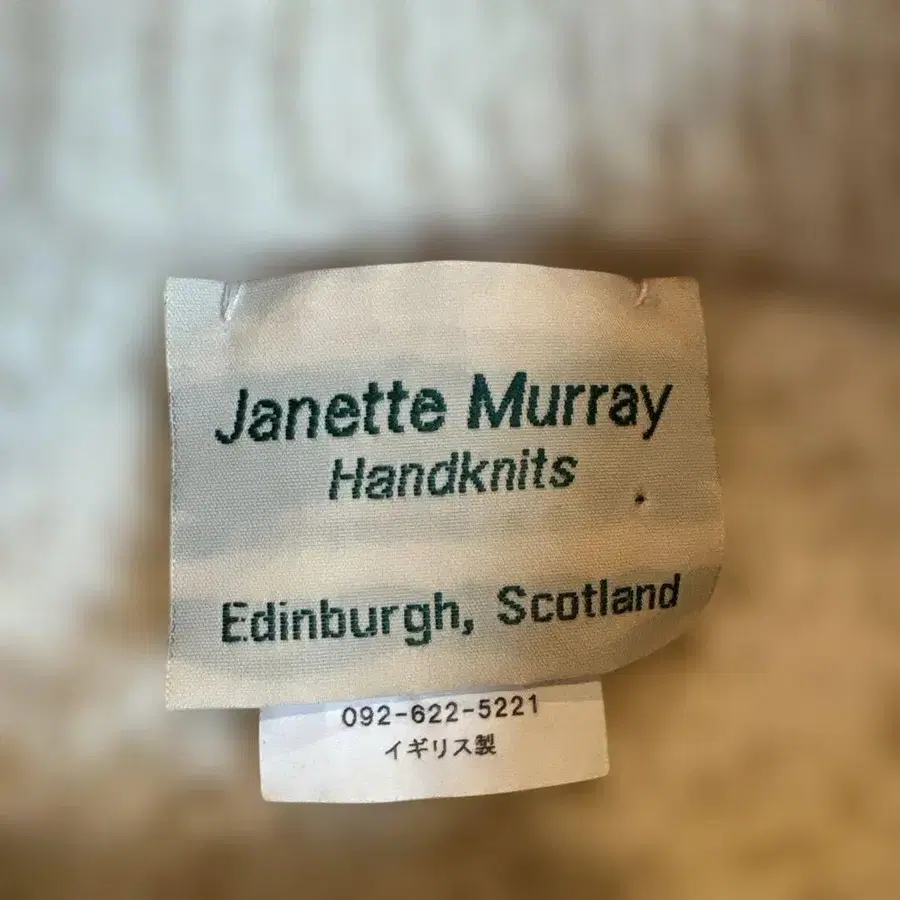 Janette Murray
Handknits
Edinburgh, Scotland
092-622-5221
イギリス製